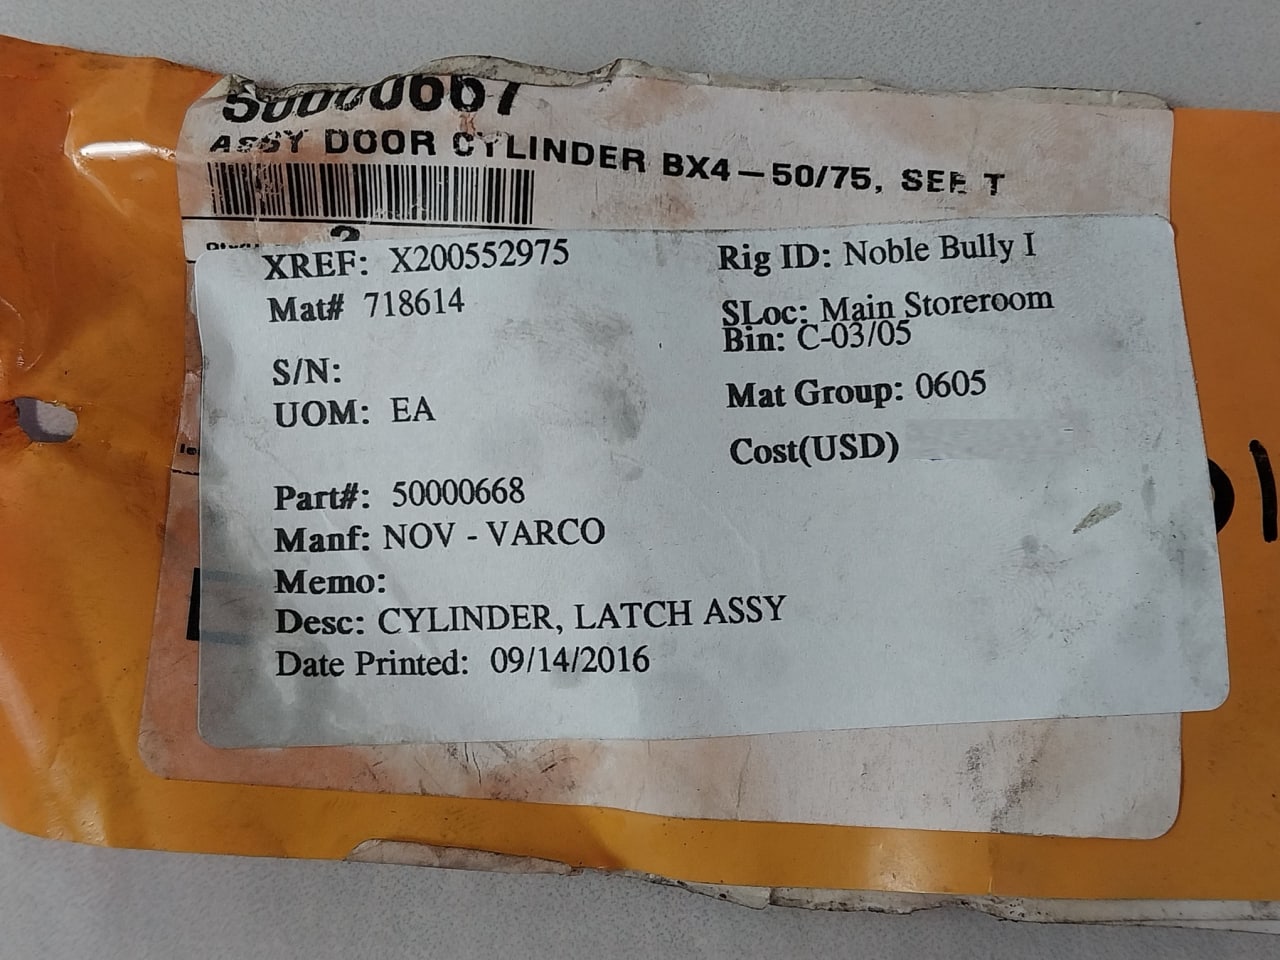 50000667
ASSY DOOR CYLINDER BX4-50/75, SEE T
2
XREF: X200552975
Mat# 718614
S/N:
UOM: EA
Part#: 50000668
Manf: NOV - VARCO
Memo:
Desc: CYLINDER, LATCH ASSY
Date Printed: 09/14/2016
Rig ID: Noble Bully I
SLoc: Main Storeroom
Bin: C-03/05
Mat Group: 0605
Cost(USD)